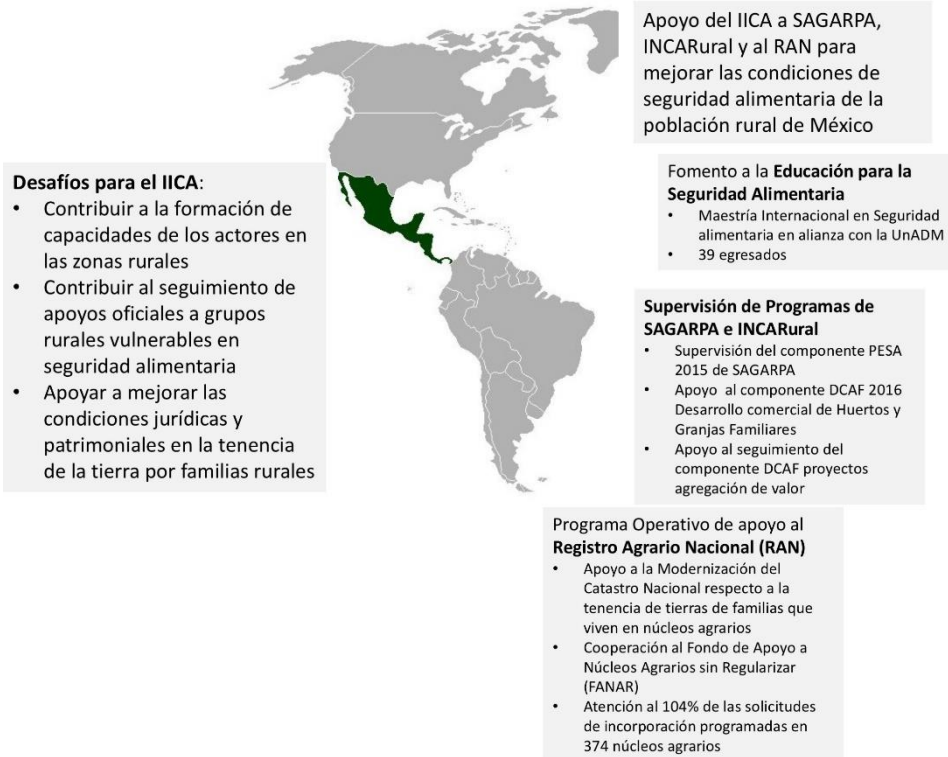 Apoyo del IICA a SAGARPA,
INCARural y al RAN para
mejorar las condiciones de
seguridad alimentaria de la
población rural de México
Desafíos para el IICA:
• Contribuir a la formación de
capacidades de los actores en
las zonas rurales
• Contribuir al seguimiento de
apoyos oficiales a grupos
rurales vulnerables en
seguridad alimentaria
• Apoyar a mejorar las
condiciones jurídicas y
patrimoniales en la tenencia
de la tierra por familias rurales
Fomento a la Educación para la
Seguridad Alimentaria
• Maestría Internacional en Seguridad
alimentaria en alianza con la UnADM
• 39 egresados
Supervisión de Programas de
SAGARPA e INCARural
• Supervisión del componente PESA
2015 de SAGARPA
• Apoyo al componente DCAF 2016
Desarrollo comercial de Huertos y
Granjas Familiares
• Apoyo al seguimiento del
componente DCAF proyectos
agregación de valor
Programa Operativo de apoyo al
Registro Agrario Nacional (RAN)
• Apoyo a la Modernización del
Catastro Nacional respecto a la
tenencia de tierras de familias que
viven en núcleos agrarios
• Cooperación al Fondo de Apoyo a
Núcleos Agrarios sin Regularizar
(FANAR)
• Atención al 104% de las solicitudes
de incorporación programadas en
374 núcleos agrarios